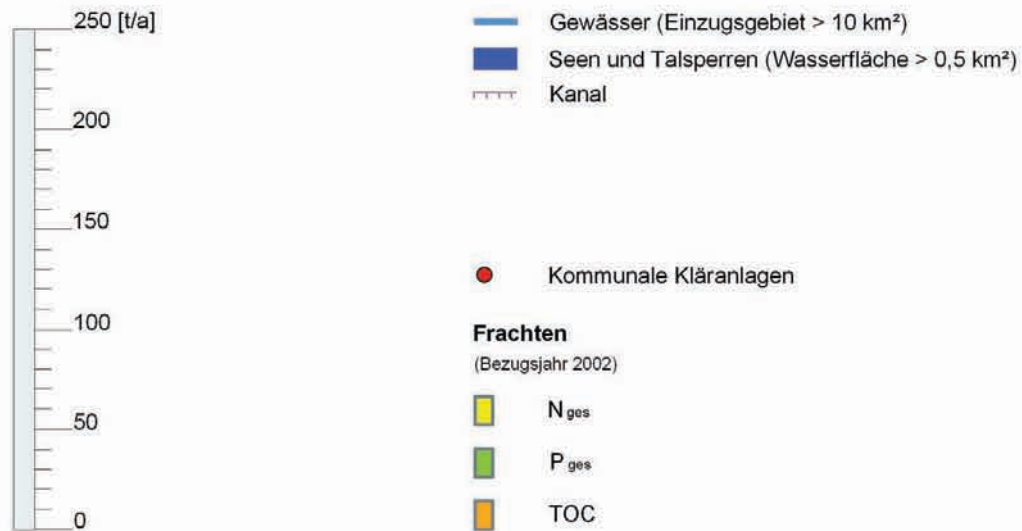 250 [t/a]
200
150
100
50
0
Gewässer (Einzugsgebiet > 10 km²)
Seen und Talsperren (Wasserfläche > 0,5 km²)
Kanal
Kommunale Kläranlagen
Frachten
(Bezugsjahr 2002)
N ges
P ges
TOC